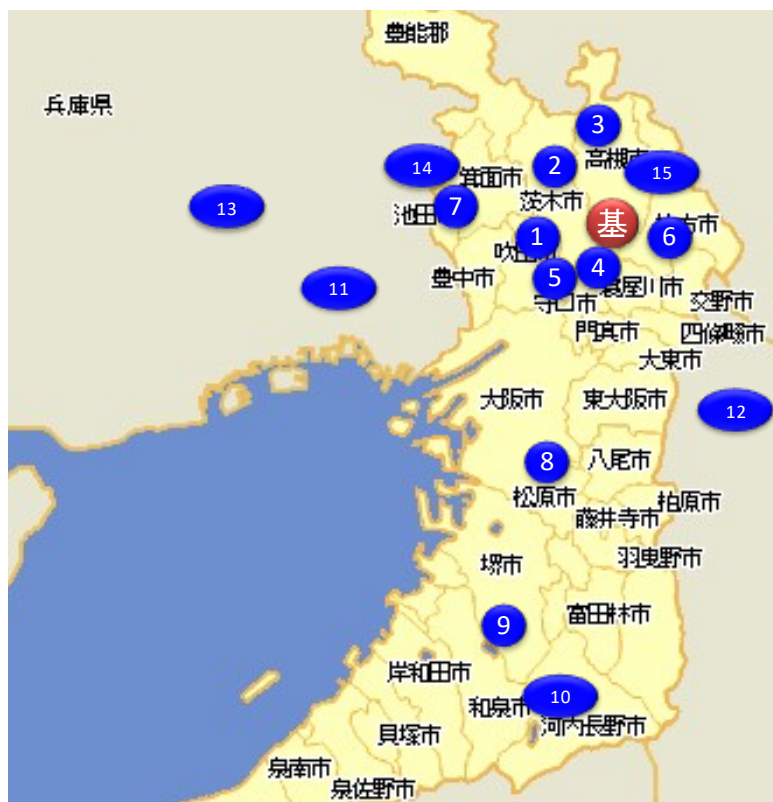 豊能郡
兵庫県
3
高槻市
14
箕面市
2
15
茨木市
13
池田
7
基
1
6
吹田
豊中市
5
4
寝屋川市
11
守口市
交野市
門真市
四條畷市
大東市
大阪市
東大阪市
12
8
八尾市
松原市
柏原市
藤井寺市
堺市
羽曳野市
9
富田林市
岸和田市
10
和泉市
河内長野市
貝塚市
泉南市
泉佐野市